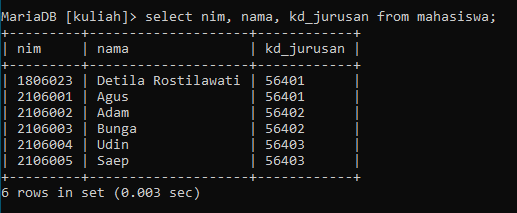 MariaDB [kuliah]> select nim, nama, kd_jurusan from mahasiswa;
+---------+--------------------+------------+
| nim     | nama               | kd_jurusan |
+---------+--------------------+------------+
| 1806023 | Detila Rostilawati | 56401      |
| 2106001 | Agus               | 56401      |
| 2106002 | Adam               | 56402      |
| 2106003 | Bunga              | 56402      |
| 2106004 | Udin               | 56403      |
| 2106005 | Saep               | 56403      |
+---------+--------------------+------------+
6 rows in set (0.003 sec)